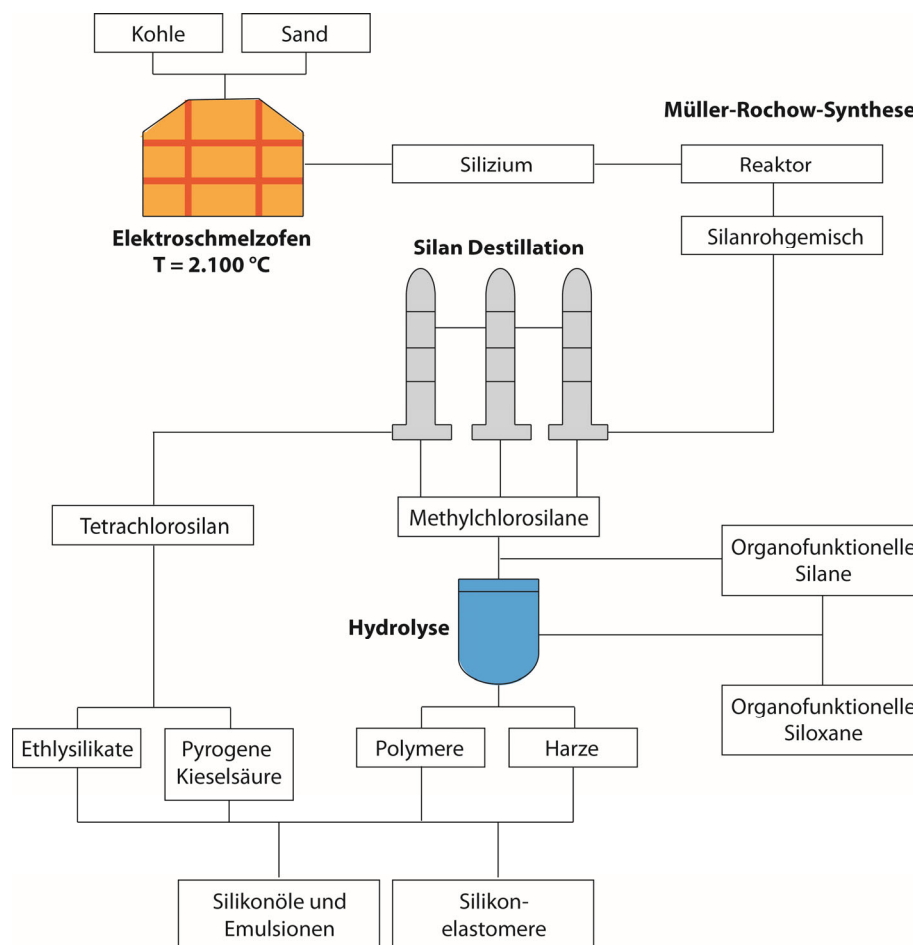 Kohle
Sand
Müller-Rochow-Synthese
Silizium
Reaktor
Elektroschmelzofen
T = 2.100 °C
Silanrohgemisch
Silan Destillation
Tetrachlorosilan
Methylchlorosilane
Organofunktionelle
Silane
Hydrolyse
Organofunktionelle
Siloxane
Ethlysilikate
Pyrogene
Kieselsäure
Polymere
Harze
Silikonöle und
Emulsionen
Silikon-
elastomere